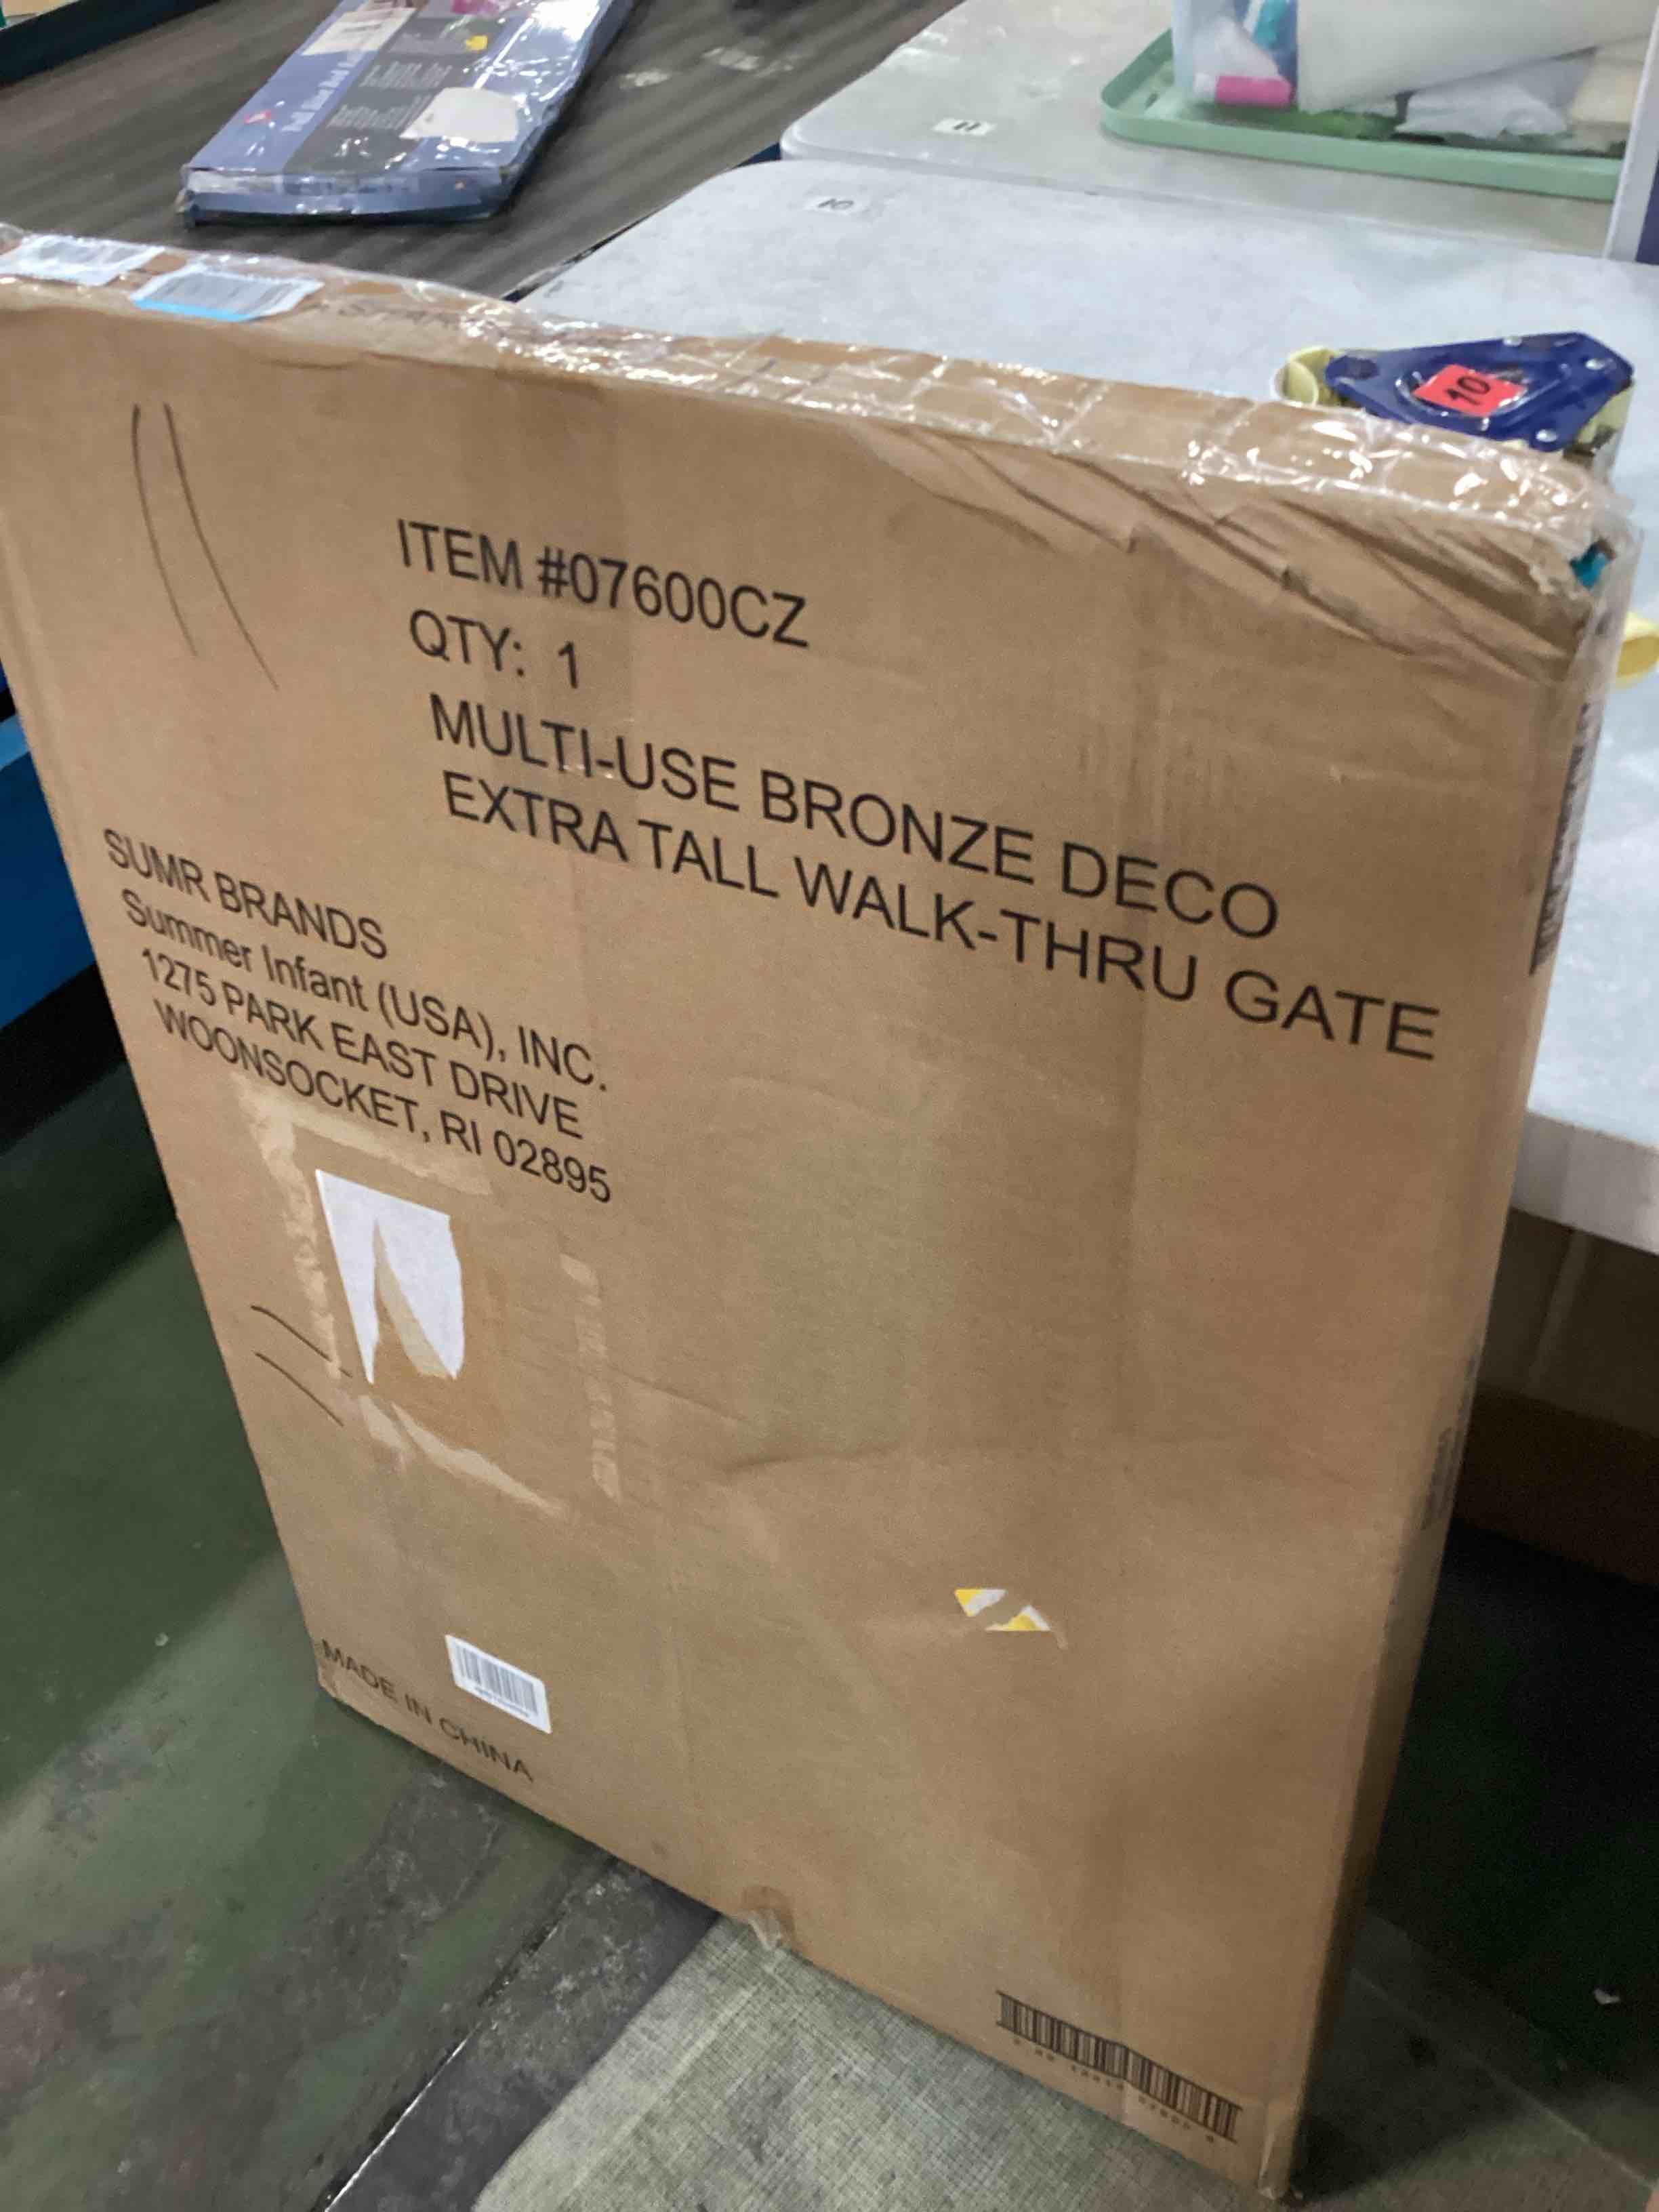 ITEM #07600CZ
QTY: 1
MULTI-USE BRONZE DECO
EXTRA TALL WALK-THRU GATE
SUMR BRANDS
Summer Infant (USA), INC.
1275 PARK EAST DRIVE
WOONSOCKET, RI 02895
MADE IN CHINA
10
11